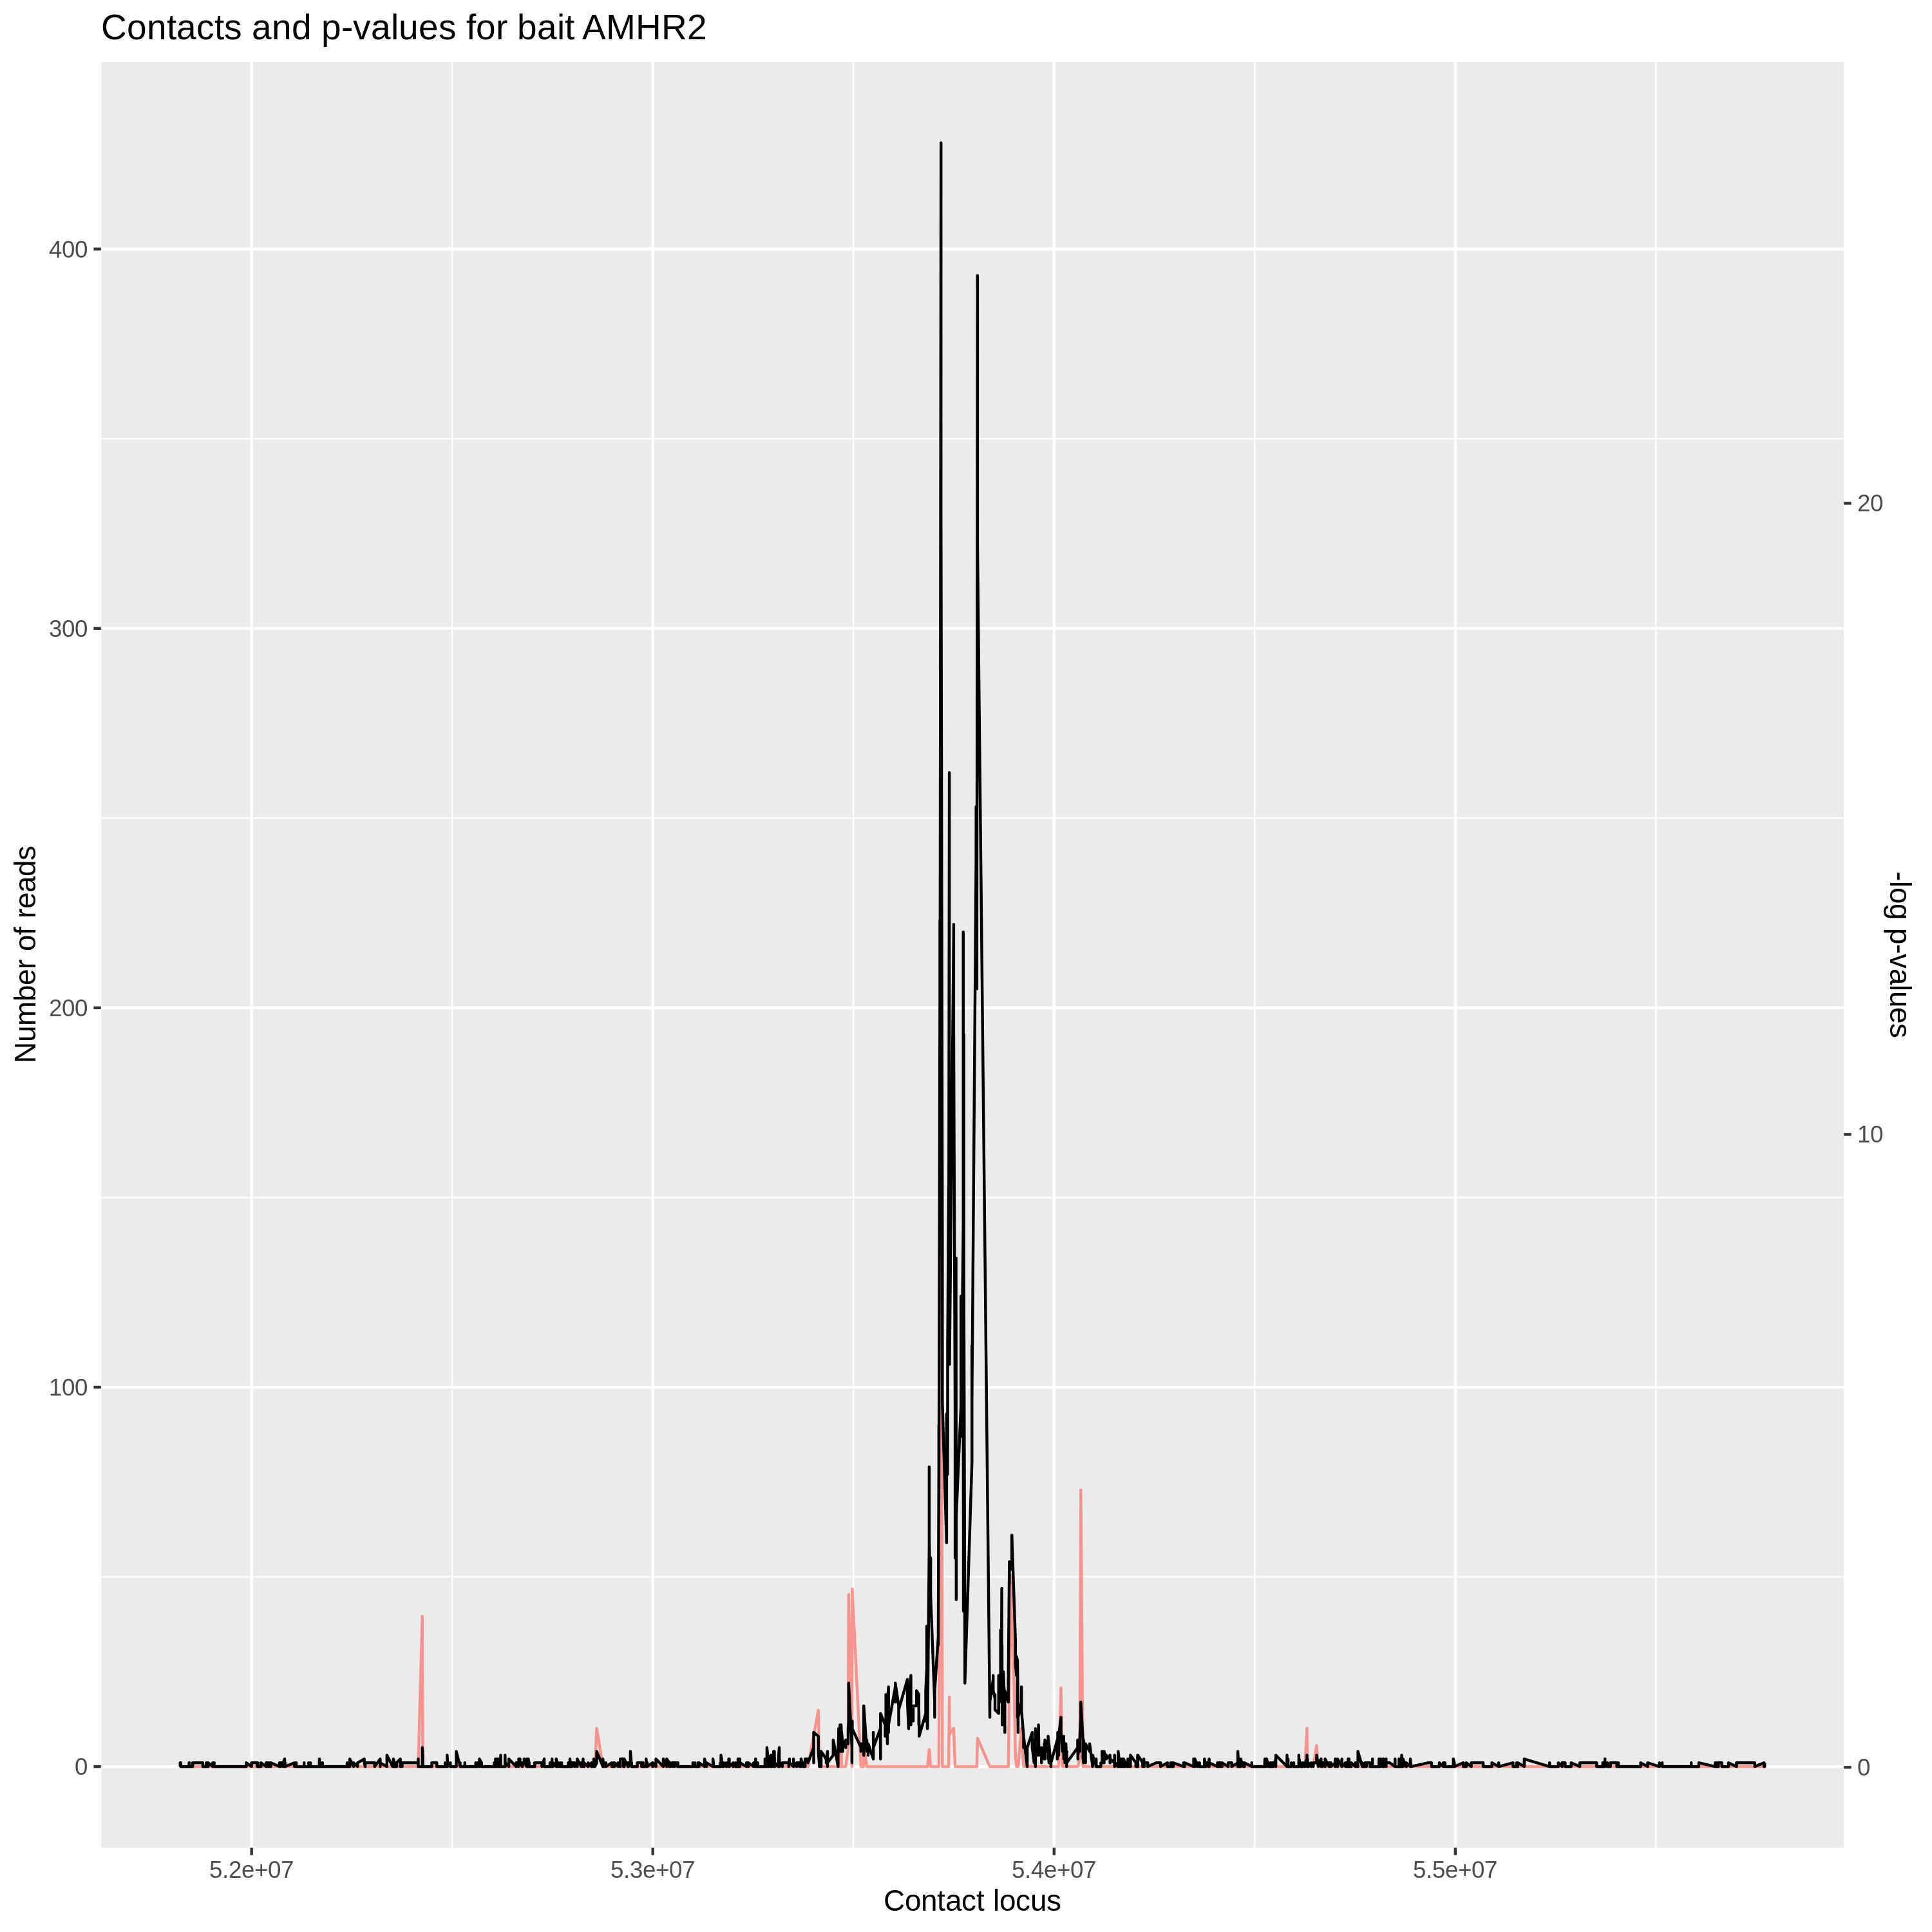 Contacts and p-values for bait AMHR2
400
300
200
100
0
Number of reads
20
10
0
-log p-values
5.2e+07
5.3e+07
5.4e+07
5.5e+07
Contact locus